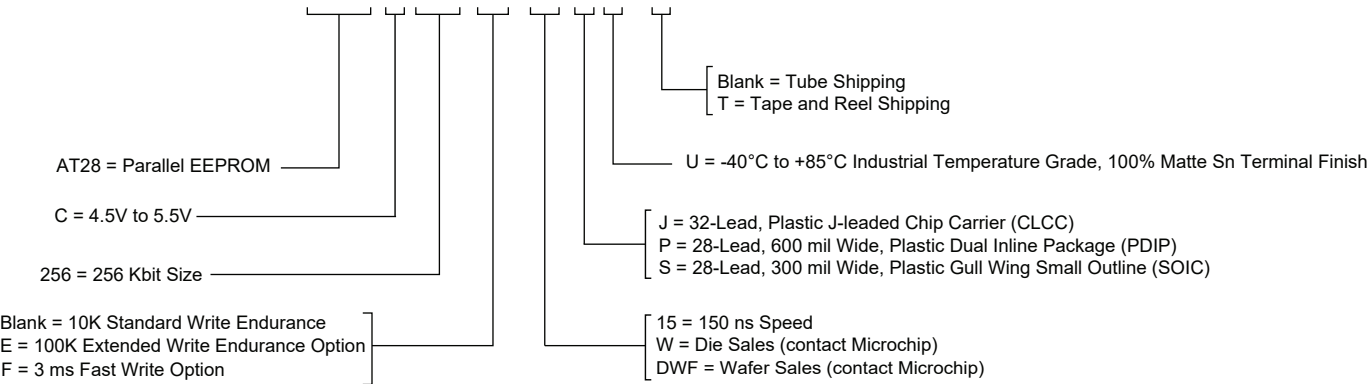 Blank = Tube Shipping
T = Tape and Reel Shipping
AT28 = Parallel EEPROM
U = -40°C to +85°C Industrial Temperature Grade, 100% Matte Sn Terminal Finish
C = 4.5V to 5.5V
J = 32-Lead, Plastic J-leaded Chip Carrier (CLCC)
P = 28-Lead, 600 mil Wide, Plastic Dual Inline Package (PDIP)
S = 28-Lead, 300 mil Wide, Plastic Gull Wing Small Outline (SOIC)
256 = 256 Kbit Size
Blank = 10K Standard Write Endurance
E = 100K Extended Write Endurance Option
F = 3 ms Fast Write Option
15 = 150 ns Speed
W = Die Sales (contact Microchip)
DWF = Wafer Sales (contact Microchip)